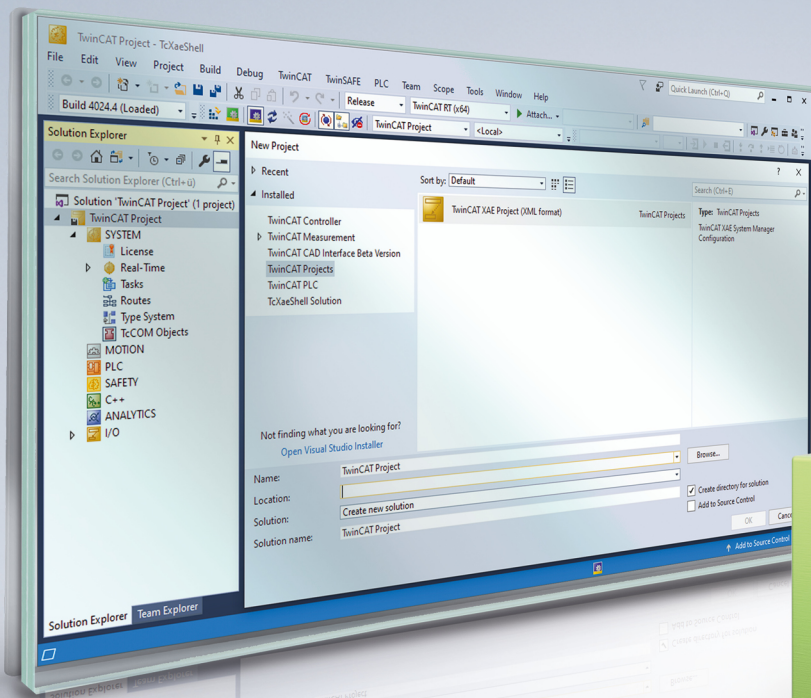 TwinCAT Project - TcXaeShell
File Edit View Project Build Debug TwinCAT TwinSAFE PLC Team Scope Tools Window Help
Quick Launch (Ctrl+Q)
Release
TwinCAT RT (x64)
Attach...
Build 4024.4 (Loaded)
TwinCAT Project
<Local>
Solution Explorer
Search Solution Explorer (Ctrl+ü)
Solution 'TwinCAT Project' (1 project)
TwinCAT Project
SYSTEM
License
Real-Time
Tasks
Routes
Type System
TcCOM Objects
MOTION
PLC
SAFETY
C++
ANALYTICS
I/O
Solution Explorer
Team Explorer
New Project
?
X
Recent
Installed
TwinCAT Controller
TwinCAT Measurement
TwinCAT CAD Interface Beta Version
TwinCAT Projects
TwinCAT PLC
TcXaeShell Solution
Not finding what you are looking for?
Open Visual Studio Installer
Sort by: Default
TwinCAT XAE Project (XML format)
TwinCAT Projects
Search (Ctrl+E)
Type: TwinCAT Projects
TwinCAT XAE System Manager
Configuration
Name:
TwinCAT Project
Location:
Browse...
Solution:
Create new solution
Solution name:
TwinCAT Project
Create directory for solution
Add to Source Control
OK
Cance
Add to Source Control